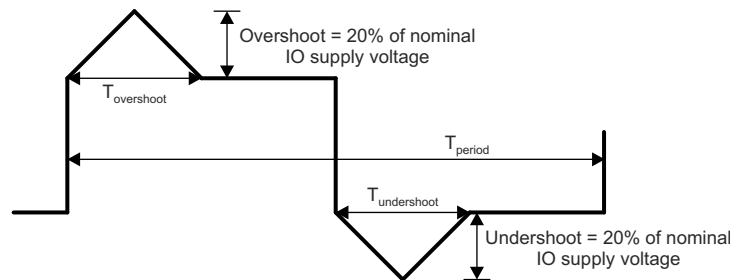 Overshoot = 20% of nominal
IO supply voltage
Tovershoot
Tperiod
Tundershoot
Undershoot = 20% of nominal
IO supply voltage